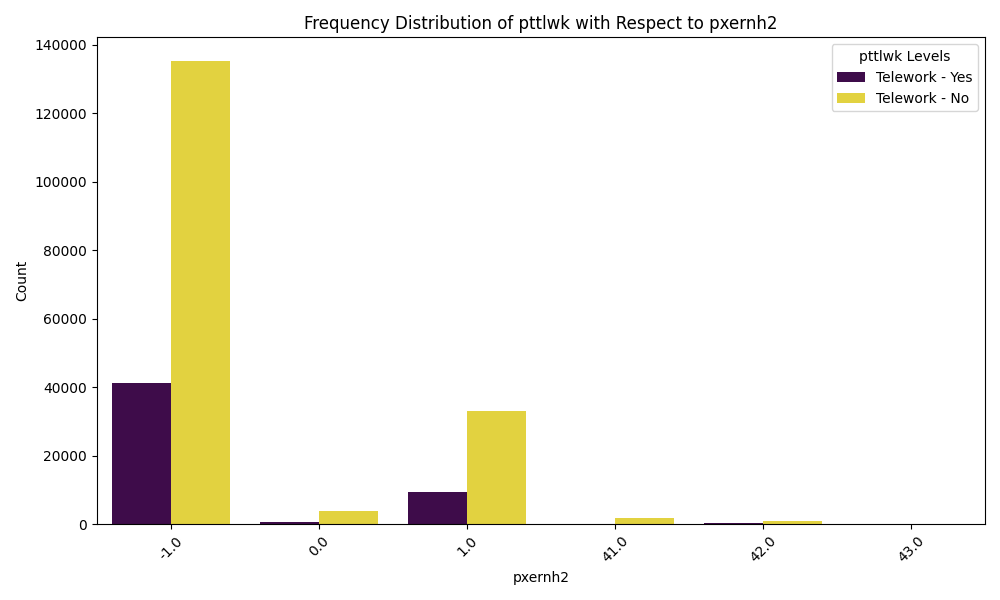 Frequency Distribution of pttlwk with Respect to pxernh2
pttlwk Levels
Telework - Yes
Telework - No
Count
140000
120000
100000
80000
60000
40000
20000
0
-1.0
0.0
1.0
41.0
42.0
43.0
pxernh2